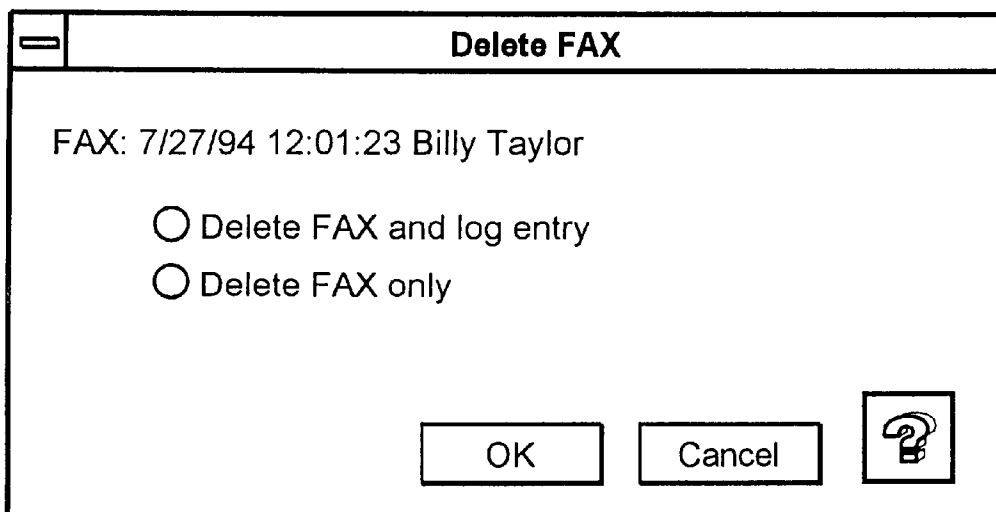 Delete FAX
FAX: 7/27/94 12:01:23 Billy Taylor
Delete FAX and log entry
Delete FAX only
OK Cancel ?